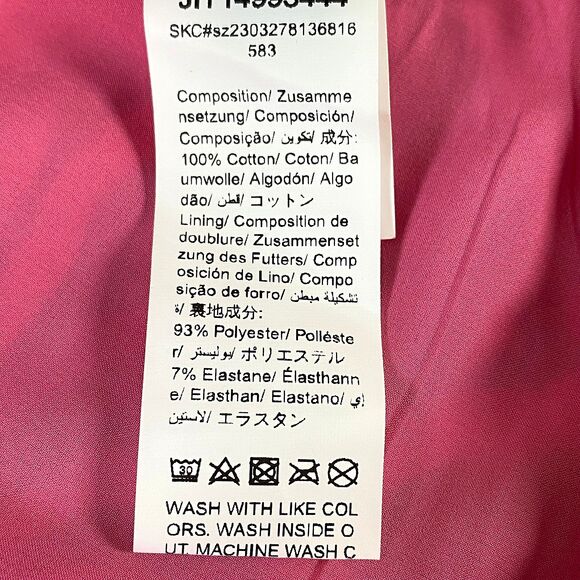 SKC#sz2303278136816
583
Composition/ Zusamme
nsetzung/ Composición/
Composição/ تكوين/ 成分:
100% Cotton/ Coton/ Ba
umwolle/ Algodón/ Algo
dão/ قطن/ コットン
Lining/ Composition de
doublure/ Zusammenset
zung des Futters/ Comp
osición de Lino/ Compo
sição de forro/ تشكيلة مبطن
ة/ 裏地成分:
93% Polyester/ Polléste
r/ بوليستر/ ポリエステル
7% Elastane/ Élasthann
e/ Elasthan/ Elastano/ إي
لاستين/ エラスタン
30
WASH WITH LIKE COL
ORS. WASH INSIDE O
UT. MACHINE WASH C